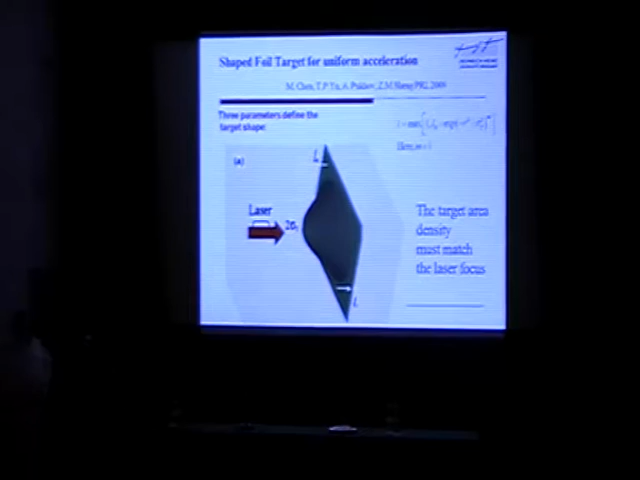 Shaped Foil Target for uniform acceleration
M. Chen, T.P. Yu, A. Pukhov, Z.M. Sheng PRL, 2009
Three parameters define the
target shape:
(a)
Laser
The target area
density
must match
the laser focus